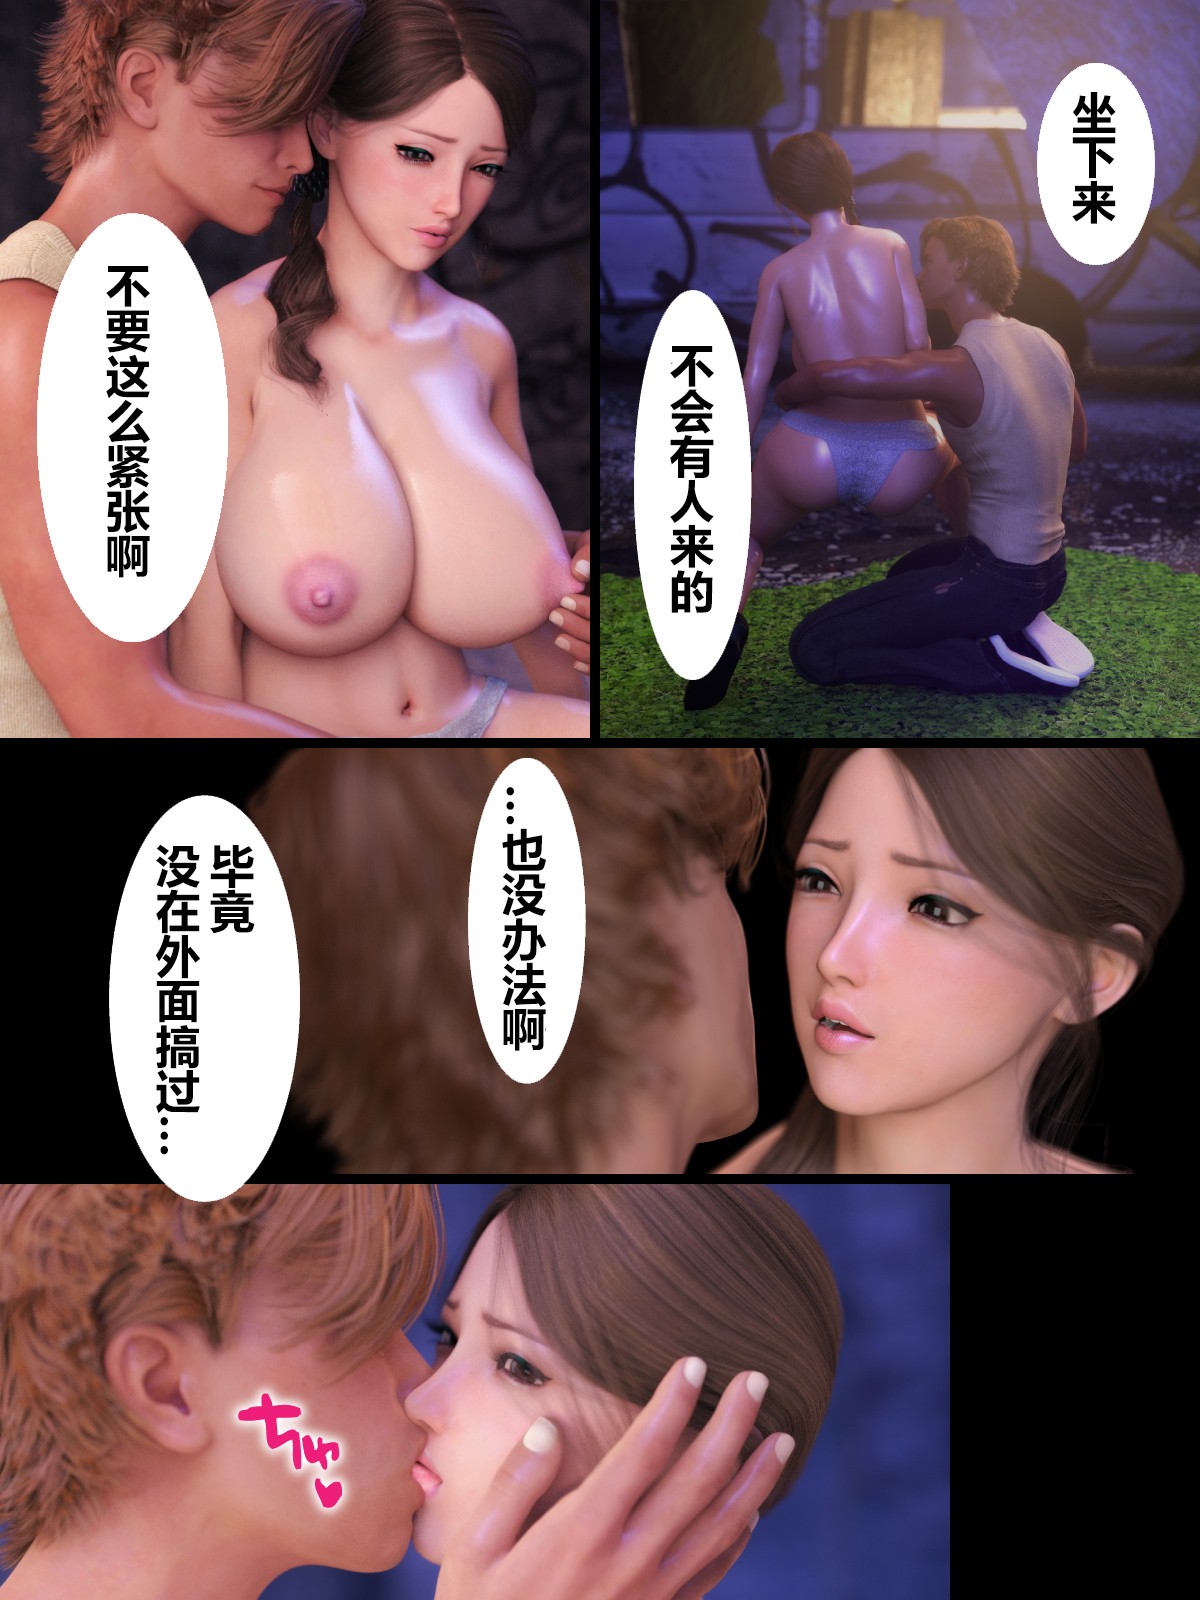 坐下来
不会有人来的
不要这么紧张啊
…也没办法啊
毕竟
没在外面搞过…
ちゅ♥